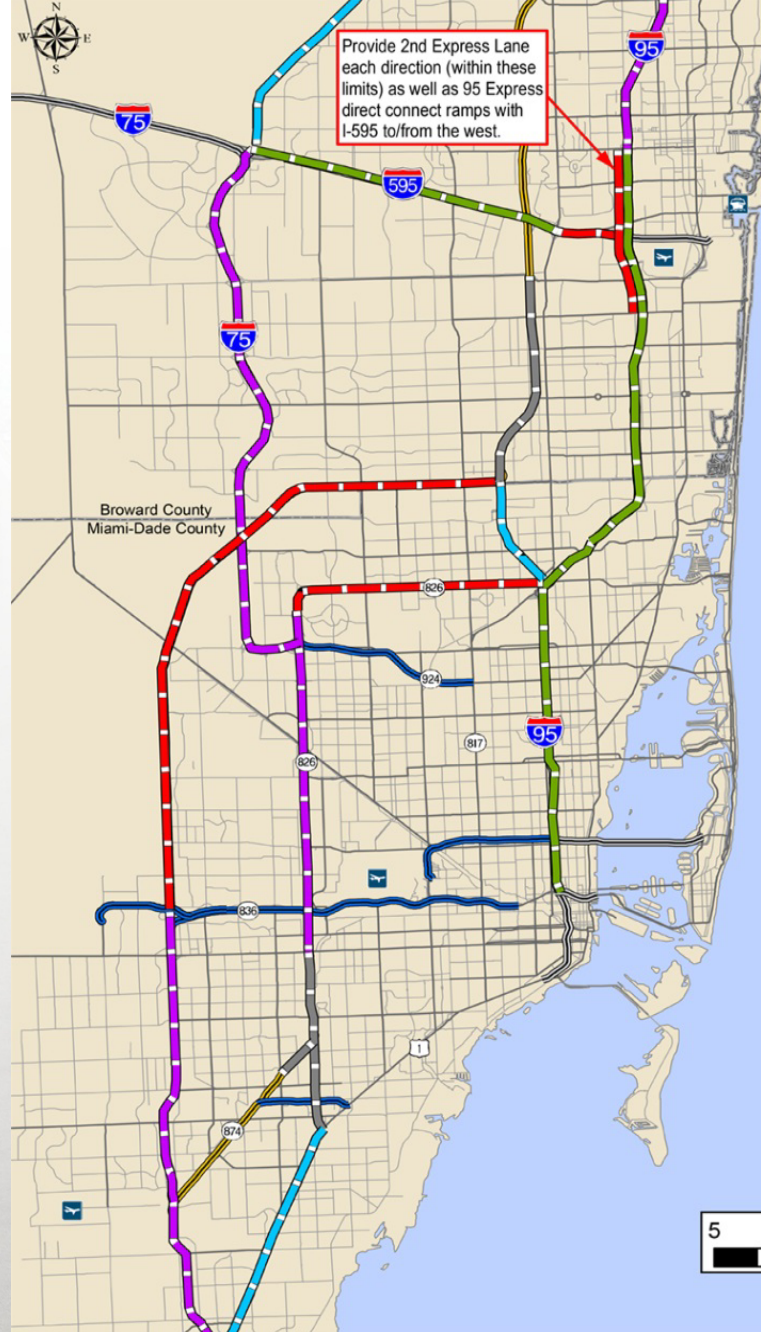 N
W
E
S
Provide 2nd Express Lane
each direction (within these
limits) as well as 95 Express
direct connect ramps with
I-595 to/from the west.
95
75
595
75
Broward County
Miami-Dade County
826
924
95
817
826
836
1
874
5